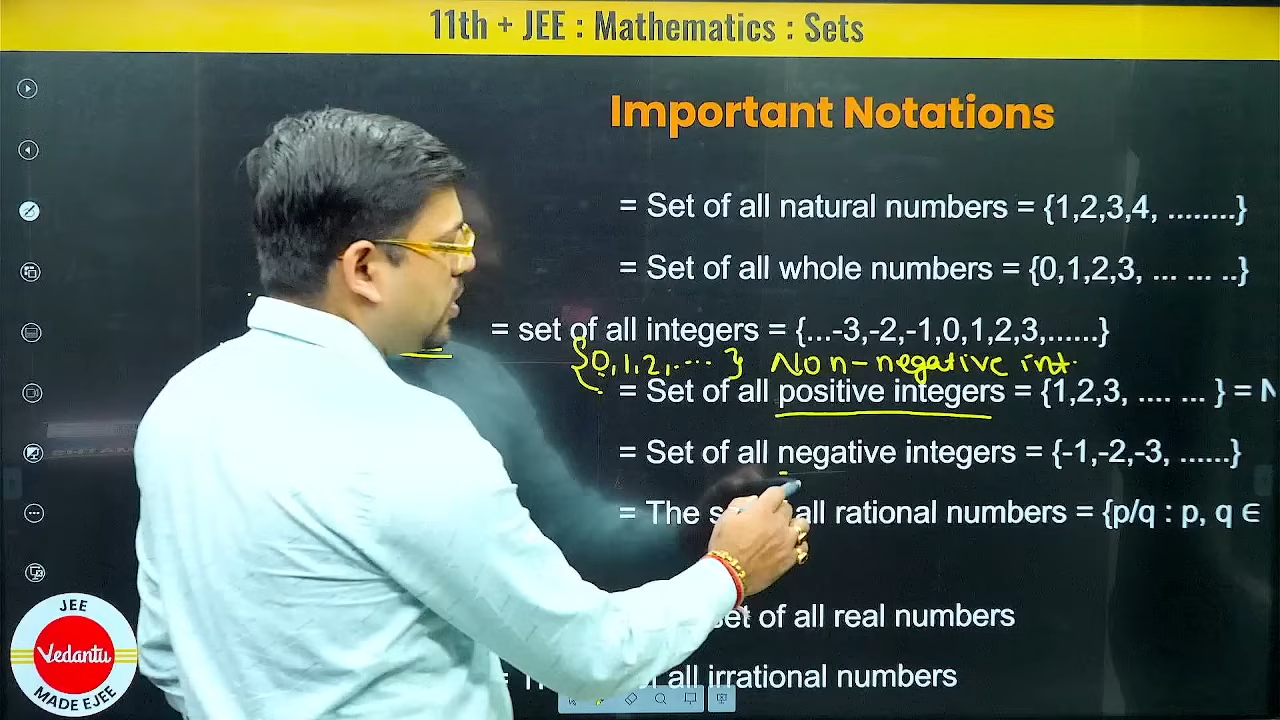 11th + JEE : Mathematics : Sets
Important Notations
= Set of all natural numbers = {1,2,3,4, ........}
= Set of all whole numbers = {0,1,2,3, ... ... ..}
= set of all integers = {...-3,-2,-1,0,1,2,3,......}
{0,1,2,.... } Non-negative int.
= Set of all positive integers = {1,2,3, .... ... } = N
= Set of all negative integers = {-1,-2,-3, ......}
= The all rational numbers = {p/q : p, q ∈
set of all real numbers
= all irrational numbers
JEE
Vedantu
MADE EJEE